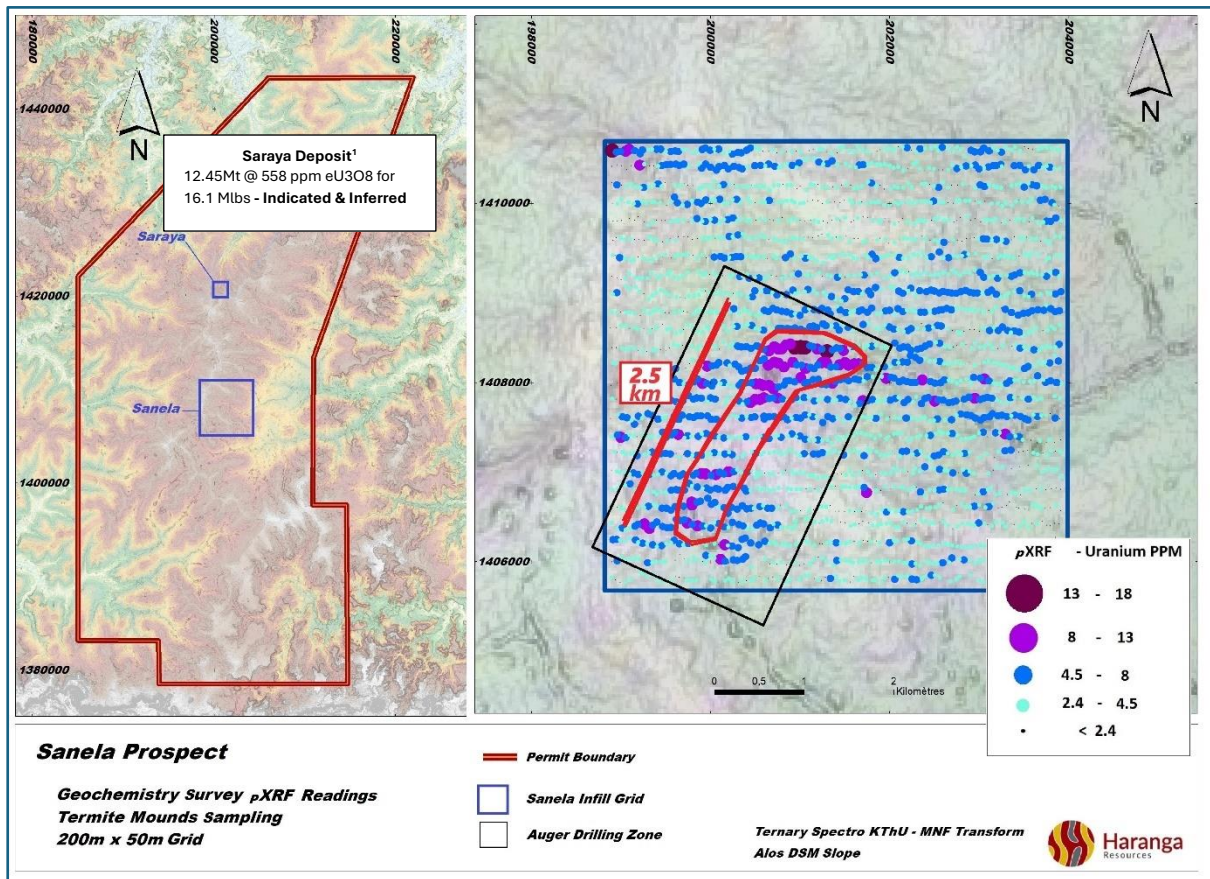 180000
200000
220000
1440000
N
Saraya Deposit¹
12.45Mt @ 558 ppm eU3O8 for
16.1 Mlbs - Indicated & Inferred
Saraya
1420000
Sanela
1400000
1380000
198000
200000
202000
204000
N
1410000
1408000
2.5
km
1406000
0 0,5 1 2
Kilomètres
pXRF - Uranium PPM
13 - 18
8 - 13
4.5 - 8
2.4 - 4.5
< 2.4
Sanela Prospect
Geochemistry Survey pXRF Readings
Termite Mounds Sampling
200m x 50m Grid
Permit Boundary
Sanela Infill Grid
Auger Drilling Zone
Ternary Spectro KThU - MNF Transform
Alos DSM Slope
Haranga
Resources